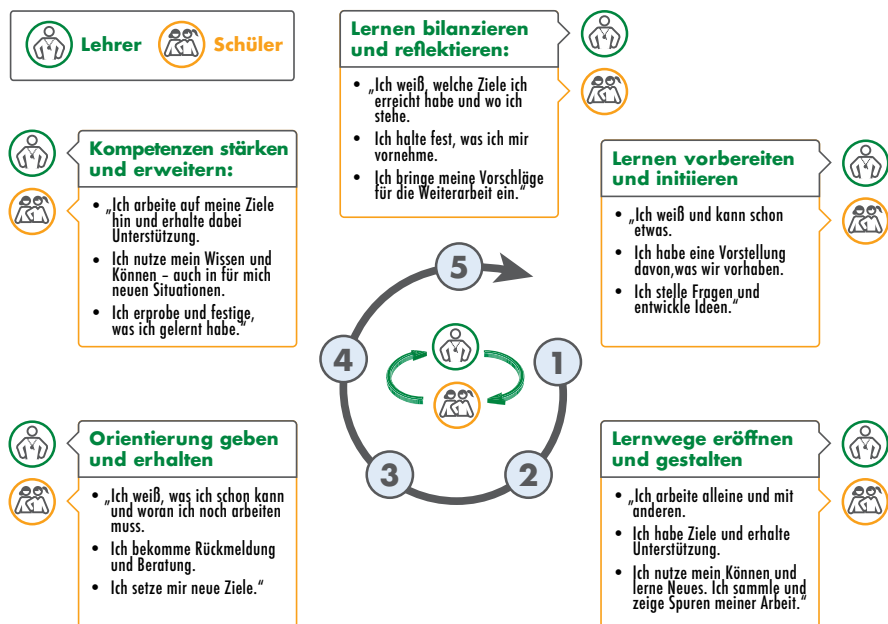 Lehrer
Schüler
Lernen bilanzieren
und reflektieren:
• „Ich weiß, welche Ziele ich
erreicht habe und wo ich
stehe.
• Ich halte fest, was ich mir
vornehme.
• Ich bringe meine Vorschläge
für die Weiterarbeit ein.“
Kompetenzen stärken
und erweitern:
• „Ich arbeite auf meine Ziele
hin und erhalte dabei
Unterstützung.
• Ich nutze mein Wissen und
Können – auch in für mich
neuen Situationen.
• Ich erprobe und festige,
was ich gelernt habe.“
Lernen vorbereiten
und initiieren
• „Ich weiß und kann schon
etwas.
• Ich habe eine Vorstellung
davon,was wir vorhaben.
• Ich stelle Fragen und
entwickle Ideen.“
5
4
1
3
2
Orientierung geben
und erhalten
• „Ich weiß, was ich schon kann
und woran ich noch arbeiten
muss.
• Ich bekomme Rückmeldung
und Beratung.
• Ich setze mir neue Ziele.“
Lernwege eröffnen
und gestalten
• „Ich arbeite alleine und mit
anderen.
• Ich habe Ziele und erhalte
Unterstützung.
• Ich nutze mein Können und
lerne Neues. Ich sammle und
zeige Spuren meiner Arbeit.“